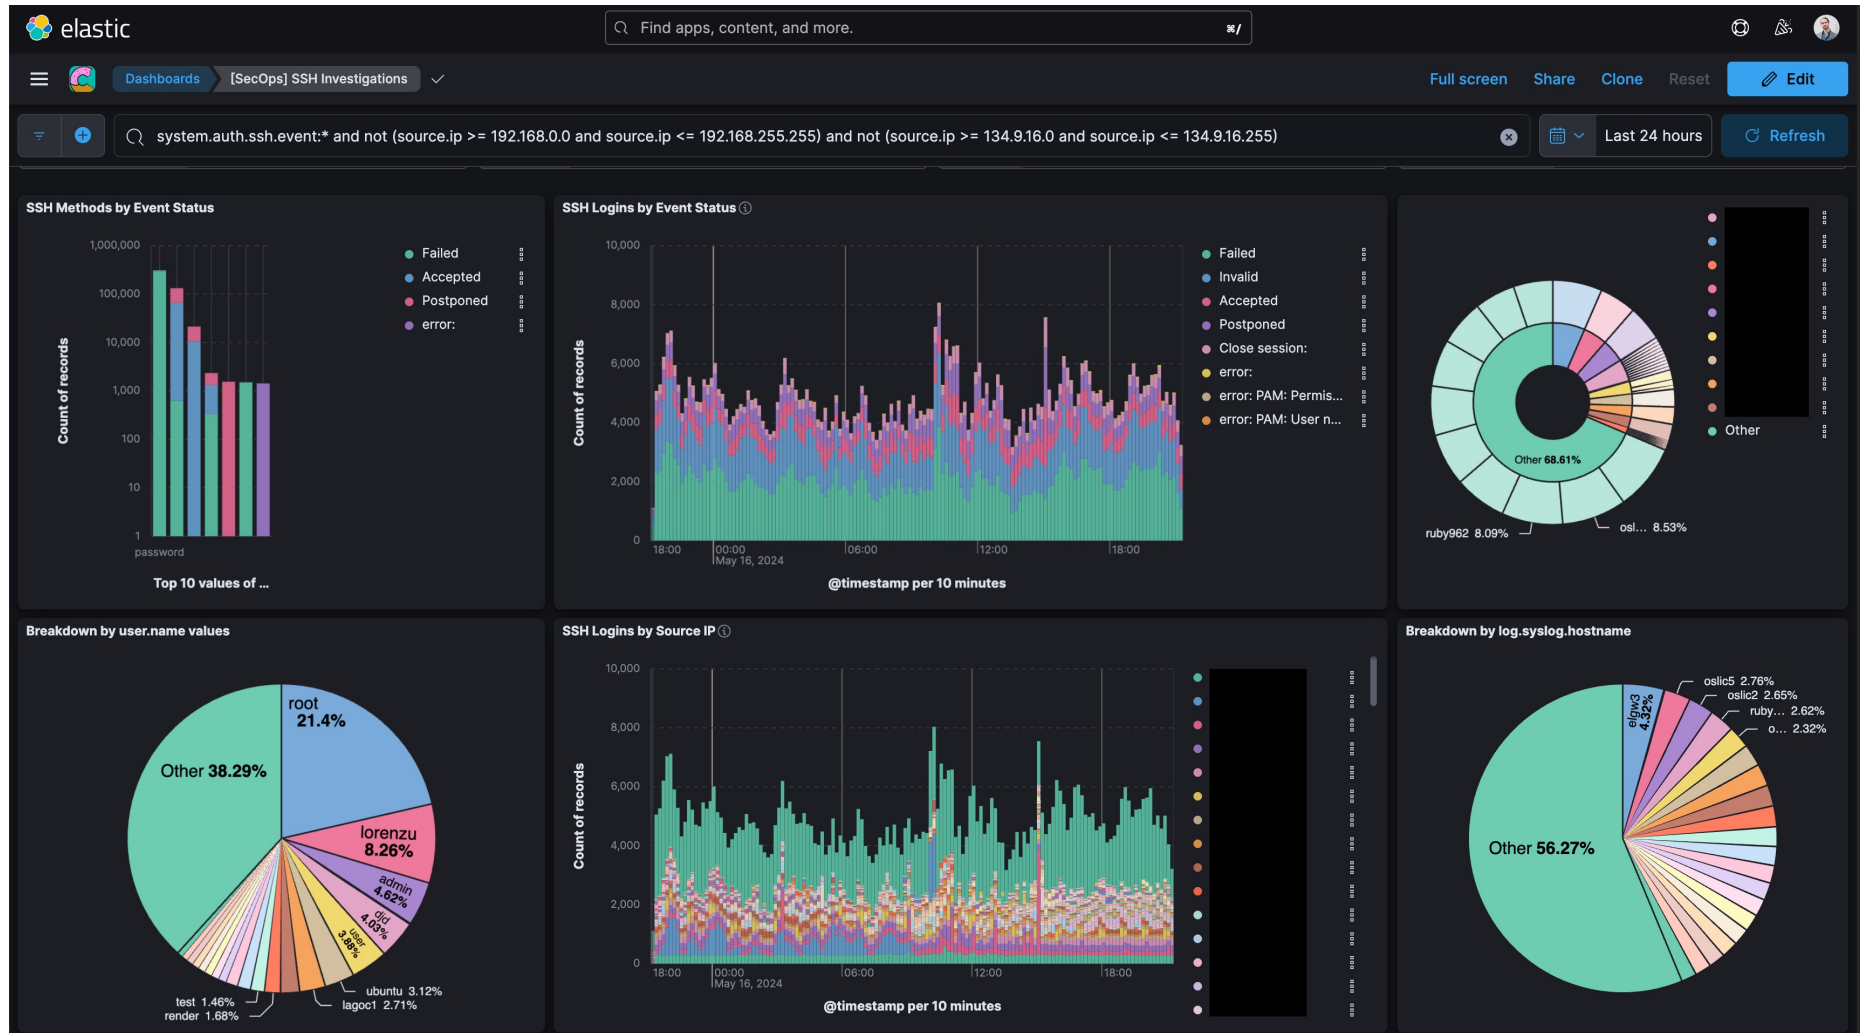 elastic
Find apps, content, and more.
⌘/
Dashboards
[SecOps] SSH Investigations
Full screen
Share
Clone
Reset
Edit
system.auth.ssh.event:* and not (source.ip >= 192.168.0.0 and source.ip <= 192.168.255.255) and not (source.ip >= 134.9.16.0 and source.ip <= 134.9.16.255)
Last 24 hours
Refresh
SSH Methods by Event Status
1,000,000
100,000
10,000
1,000
100
10
1
Count of records
password
Top 10 values of ...
Failed
Accepted
Postponed
error:
SSH Logins by Event Status
10,000
8,000
6,000
4,000
2,000
0
Count of records
18:00
00:00
06:00
12:00
18:00
May 16, 2024
@timestamp per 10 minutes
Failed
Invalid
Accepted
Postponed
Close session:
error:
error: PAM: Permis...
error: PAM: User n...
Other 68.61%
ruby962 8.09%
osl... 8.53%
Other
Breakdown by user.name values
root
21.4%
Other 38.29%
lorenzu
8.26%
admin
4.62%
djd
4.03%
user
3.88%
ubuntu 3.12%
lagoc1 2.71%
test 1.46%
render 1.68%
SSH Logins by Source IP
10,000
8,000
6,000
4,000
2,000
0
Count of records
18:00
00:00
06:00
12:00
18:00
May 16, 2024
@timestamp per 10 minutes
Breakdown by log.syslog.hostname
elgw3
4.32%
oslic5 2.76%
oslic2 2.65%
ruby... 2.62%
o... 2.32%
Other 56.27%